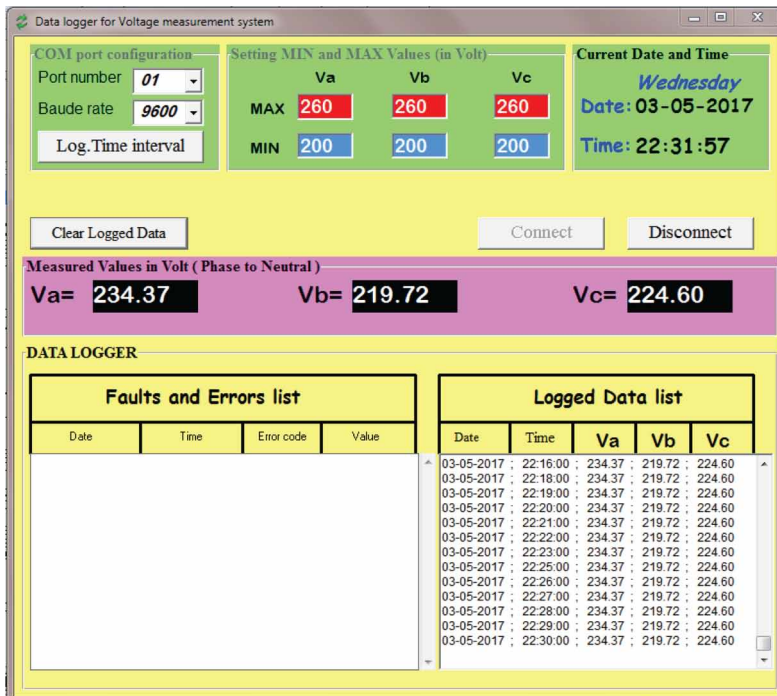 Data logger for Voltage measurement system
COM port configuration
Port number 01
Baude rate 9600
Log.Time interval
Setting MIN and MAX Values (in Volt)
Va Vb Vc
MAX 260 260 260
MIN 200 200 200
Current Date and Time
Wednesday
Date: 03-05-2017
Time: 22:31:57
Clear Logged Data
Connect
Disconnect
Measured Values in Volt ( Phase to Neutral )
Va= 234.37 Vb= 219.72 Vc= 224.60
DATA LOGGER
Faults and Errors list
Date Time Error code Value
Logged Data list
Date Time Va Vb Vc
03-05-2017 ; 22:16:00 ; 234.37 ; 219.72 ; 224.60
03-05-2017 ; 22:18:00 ; 234.37 ; 219.72 ; 224.60
03-05-2017 ; 22:19:00 ; 234.37 ; 219.72 ; 224.60
03-05-2017 ; 22:20:00 ; 234.37 ; 219.72 ; 224.60
03-05-2017 ; 22:21:00 ; 234.37 ; 219.72 ; 224.60
03-05-2017 ; 22:22:00 ; 234.37 ; 219.72 ; 224.60
03-05-2017 ; 22:23:00 ; 234.37 ; 219.72 ; 224.60
03-05-2017 ; 22:25:00 ; 234.37 ; 219.72 ; 224.60
03-05-2017 ; 22:26:00 ; 234.37 ; 219.72 ; 224.60
03-05-2017 ; 22:27:00 ; 234.37 ; 219.72 ; 224.60
03-05-2017 ; 22:28:00 ; 234.37 ; 219.72 ; 224.60
03-05-2017 ; 22:29:00 ; 234.37 ; 219.72 ; 224.60
03-05-2017 ; 22:30:00 ; 234.37 ; 219.72 ; 224.60